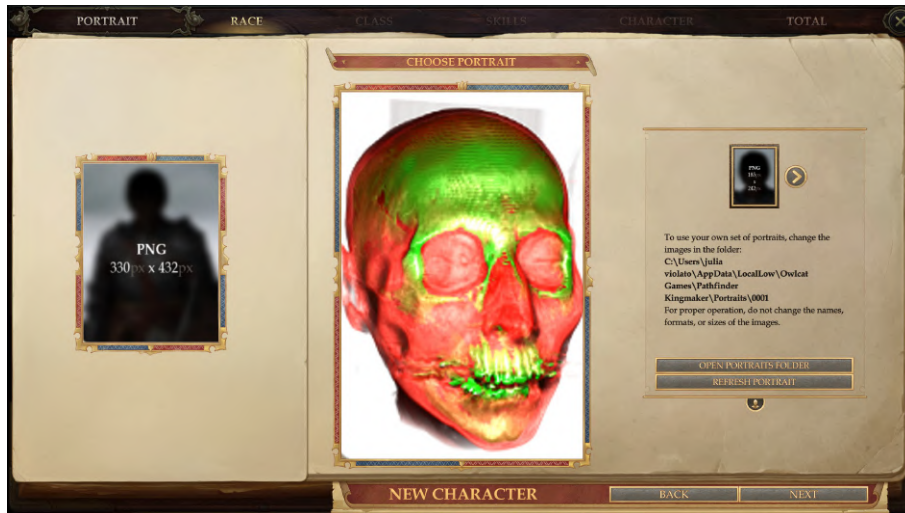 PORTRAIT
RACE
CLASS
SKILLS
CHARACTER
TOTAL
CHOOSE PORTRAIT
PNG
330px x 432px
PNG
To use your own set of portraits, change the
images in the folder:
C:\Users\julia
violato\AppData\LocalLow\Owlcat
Games\Pathfinder
Kingmaker\Portraits\0001
For proper operation, do not change the names,
formats, or sizes of the images.
OPEN PORTRAITS FOLDER
REFRESH PORTRAIT
NEW CHARACTER
BACK
NEXT